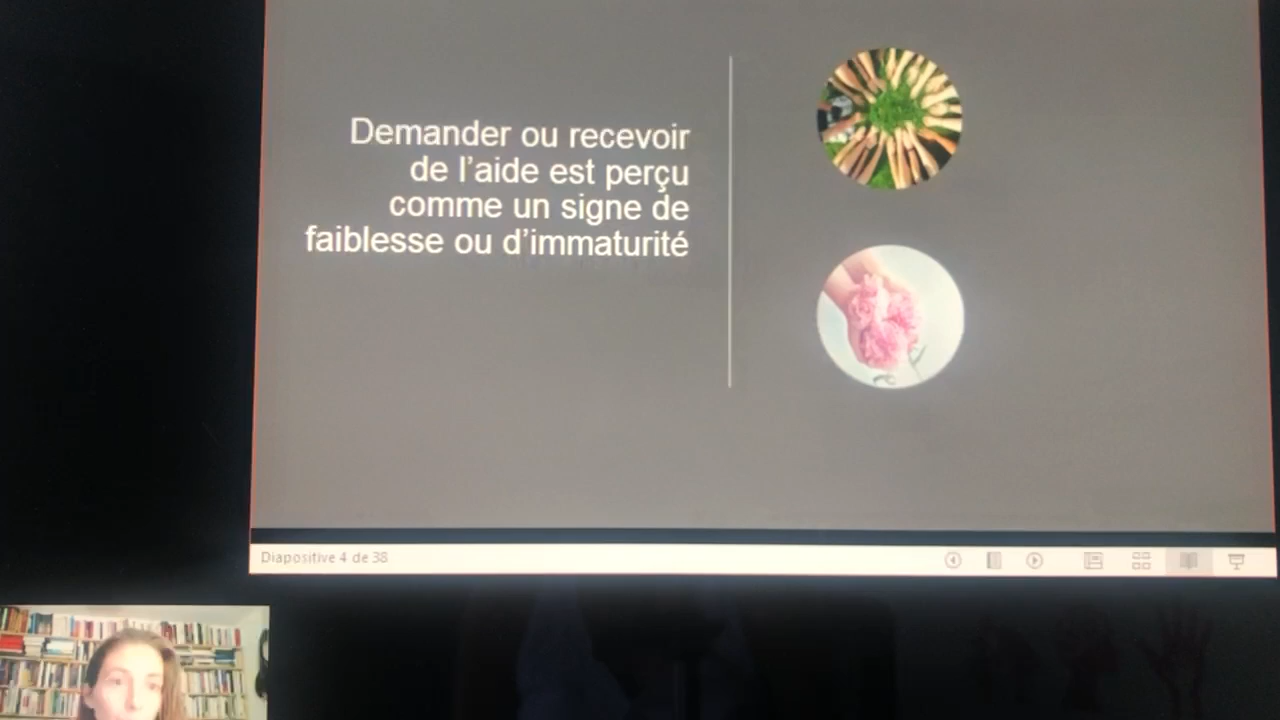 Demander ou recevoir
de l'aide est perçu
comme un signe de
faiblesse ou d'immaturité
Diapositive 4 de 38